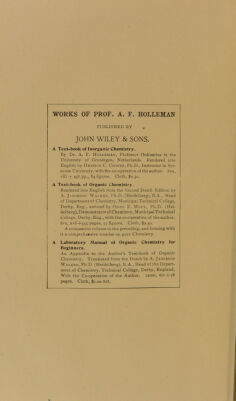 WORKS OF PROF. A. F. HOLLEMAN
PUBLISHED BY
JOHN WILEY & SONS.
A Text-book of Inorganic Chemistry.
By Dr. A. F. Holleman, Professor Ordinarius in the
University of Groningen, Netherlands. Rendered into
English by Hermon C. Cooper, Ph.D., Instructor in Syr-
acuse University, with the co-operation of the author. 8vo,
viii + 458 pp., 84 figures. Cloth, $2.50.
A Text-book of Organic Chemistry.
Rendered into English from the Second Dutch Edition by
A. Jamieson Walker, Ph.D. (Heidelberg), B.A., Head
of Department of Chemistry, Municipal Technical College,
Derby, Eng., assisted by Owen E. Mott, Ph.D. (Hei-
delberg), Demonstrator of Chemistry, Municipal Technical
College, Derby, Eng., with the co-operation of the author.
8vo, pages, figures. Cloth, $2.50.
A companion volume to the preceding, and forming with
it a comprehensive treatise on pure Chemistry.
A Laboratory Manual of Organic Chemistry for
Beginners.
An Appendix to the Author's Text-book of Organic
Chemistry. Translated from the Dutch by A. Jamieson
Walker, Ph.D. (Heidelberg), B.A., Head of the Depart-
ment of Chemistry, Technical College, Derby, England.
With the Co-operation of the Author. 12mo,
pages. Cloth, $1.00 net.